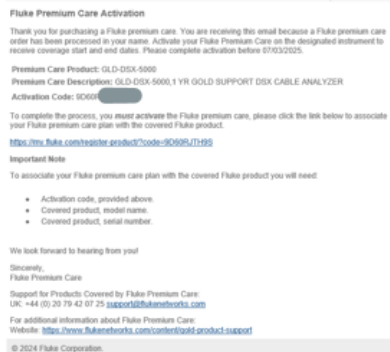 Fluke Premium Care Activation
Thank you for purchasing a Fluke premium care. You are receiving this email because a Fluke premium care
order has been processed in your name. Activate your Fluke Premium Care on the designated instrument to
receive coverage start and end dates. Please complete activation before 07/03/2025.
Premium Care Product: GLD-DSX-5000
Premium Care Description: GLD-DSX-5000,1 YR GOLD SUPPORT DSX CABLE ANALYZER
Activation Code: 9D60R
To complete the process, you must activate the Fluke premium care, please click the link below to associate
your Fluke premium care plan with the covered Fluke product.
https://my.fluke.com/register-product/?code=9D60RJTH95
Important Note
To associate your Fluke premium care plan with the covered Fluke product you will need:
• Activation code, provided above.
• Covered product, model name.
• Covered product, serial number.
We look forward to hearing from you!
Sincerely,
Fluke Premium Care
Support for Products Covered by Fluke Premium Care:
UK: +44 (0) 20 79 42 07 25 support@flukenetworks.com
For additional information about Fluke Premium Care:
Website: https://www.flukenetworks.com/content/gold-product-support
© 2024 Fluke Corporation.